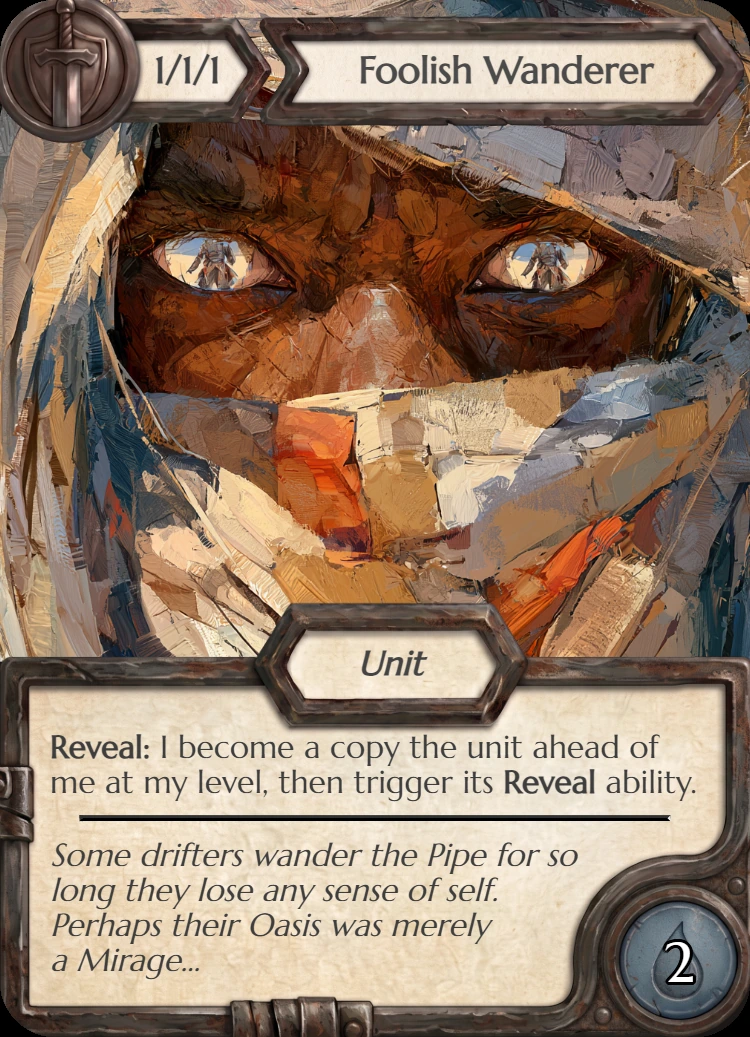 1/1/1
Foolish Wanderer
Unit
Reveal: I become a copy the unit ahead of
me at my level, then trigger its Reveal ability.
Some drifters wander the Pipe for so
long they lose any sense of self.
Perhaps their Oasis was merely
a Mirage...
2